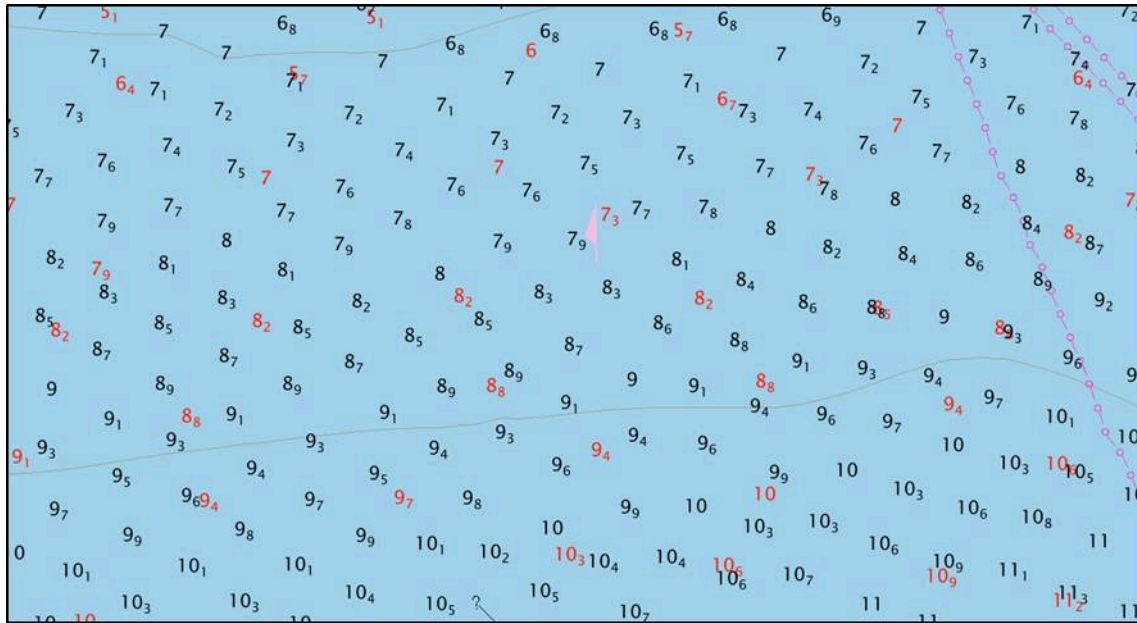 7 5₁ 7 6₈ 5₁ 6₈ 6₈ 6₈ 5₇ 6₈ 6₉ 7 7₁
7₁ 7 7 6 7 7 7₂ 7₃ 7₄
6₄ 7₁ 5₇ 7₁ 7 7₁ 6₇ 7₅ 7₆ 6₄
7₃ 7₂ 7₂ 7₁ 7₂ 7₃ 7₃ 7₄ 7 7₈
7₆ 7₄ 7₃ 7₄ 7₃ 7₅ 7₅ 7₆ 7₇
7₇ 7₅ 7 7₆ 7₆ 7 7₆ 7₇ 7₃ 7₈ 8 8 8₂
7₉ 7₇ 7₇ 7₈ 7₃ 7₇ 7₈ 8 8₂ 8₄ 8₂
8₂ 8 7₉ 7₉ 7₉ 8₁ 8₂ 8₄ 8₆ 8₇
7₉ 8₁ 8₁ 8 8₄ 8₉
8₃ 8₃ 8₂ 8₂ 8₃ 8₃ 8₂ 8₆ 8₈ 9 9₂
8₅ 8₂ 8₅ 8₂ 8₅ 8₅ 8₅ 8₆ 8₈ 9₃
8₇ 8₇ 8₇ 8₇ 9₁ 9₃ 9₄ 9₆
9 8₉ 8₉ 8₉ 8₈ 8₉ 9 9₁ 8₈
9₁ 8₈ 9₁ 9₁ 9₁ 9₄ 9₆ 9₇ 9₄ 9₇ 10₁
9₁ 9₃ 9₃ 9₃ 9₄ 9₃ 9₄ 9₄ 9₆ 10
9₅ 9₄ 9₅ 9₆ 9₉ 10 10₃ 10₅
9₇ 9₆ 9₄ 9₇ 9₇ 9₈ 9₉ 10 10 10₃ 10₆
9₉ 9₈ 9₉ 10₁ 10 10₃ 10₃ 10₆ 10₈ 11
0 10₁ 10₁ 10₁ 10₂ 10₃ 10₄ 10₄ 10₆ 10₆ 10₇ 10₉ 10₉ 11₁
10₃ 10₃ 10₄ 10₅ ? 10₅ 10₇ 11 11₂ 11₃